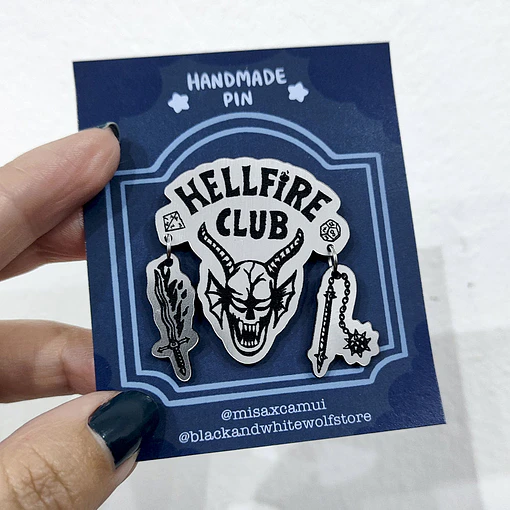 HANDMADE
PIN
HELLFIRE
CLUB
@misaxcamui
@blackandwhitewolfstore